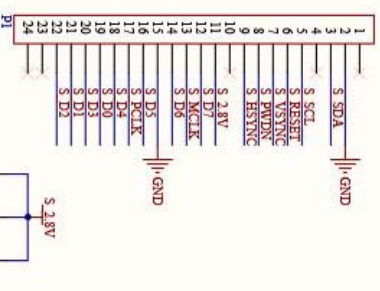 1
2
3 S_SDA
GND
4
5 S_SCL
6 S_RESET
7 S_VSYNC
8 S_PWDN
9 S_HSYNC
10
11 S_2.8V
12 S_D7
13 S_MCLK
14 S_D6
15
GND
16 S_D5
17 S_PCLK
18 S_D4
19 S_D0
20 S_D3
21 S_D1
22 S_D2
23
24
P1
S_2.8V